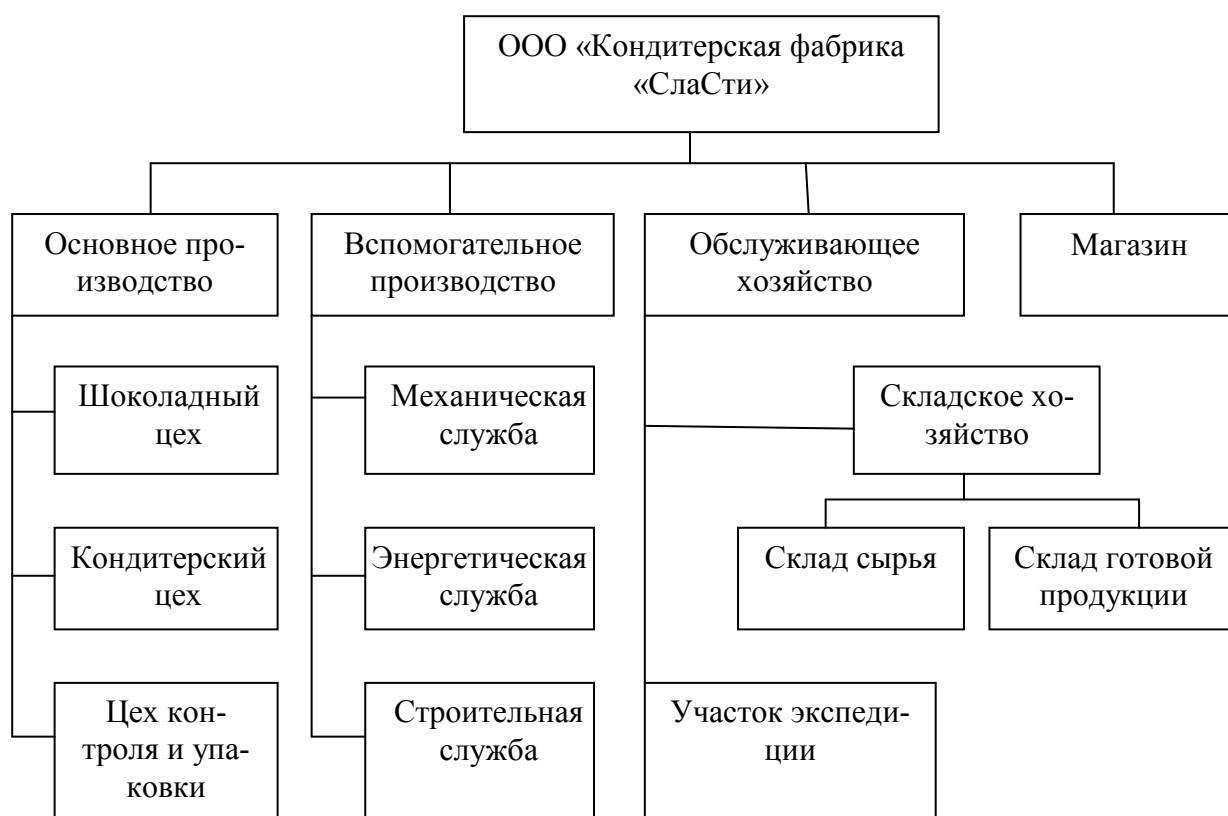 ООО «Кондитерская фабрика
«СлаСти»
Основное про-
изводство
Вспомогательное
производство
Обслуживающее
хозяйство
Магазин
Шоколадный
цех
Механическая
служба
Складское хо-
зяйство
Кондитерский
цех
Энергетическая
служба
Склад сырья
Склад готовой
продукции
Цех кон-
троля и упа-
ковки
Строительная
служба
Участок экспеди-
ции